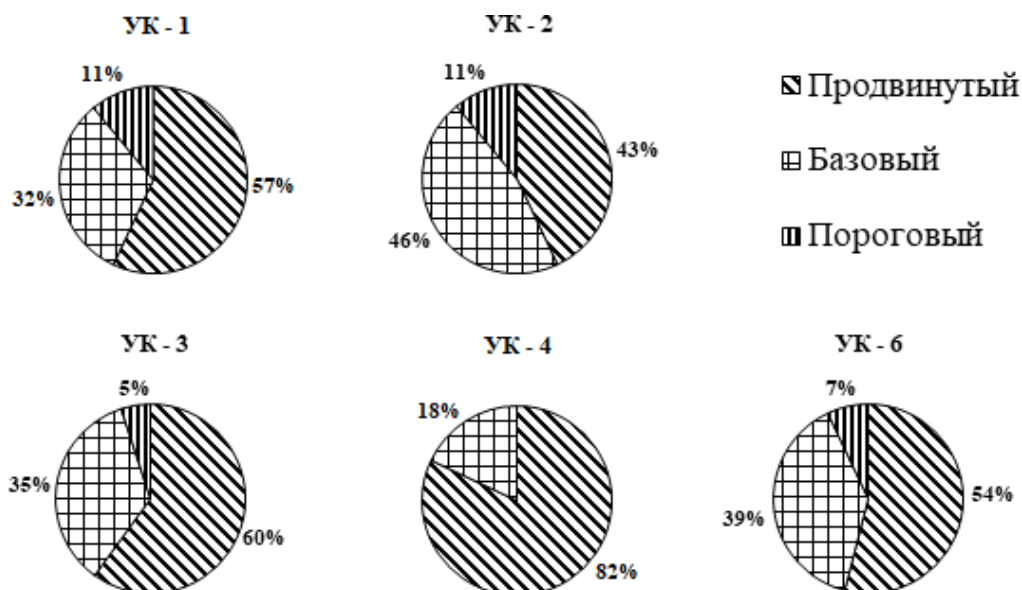 УК - 1
11%
32%
57%
УК - 2
11%
43%
46%
Продвинутый
Базовый
Пороговый
УК - 3
5%
35%
60%
УК - 4
18%
82%
УК - 6
7%
39%
54%